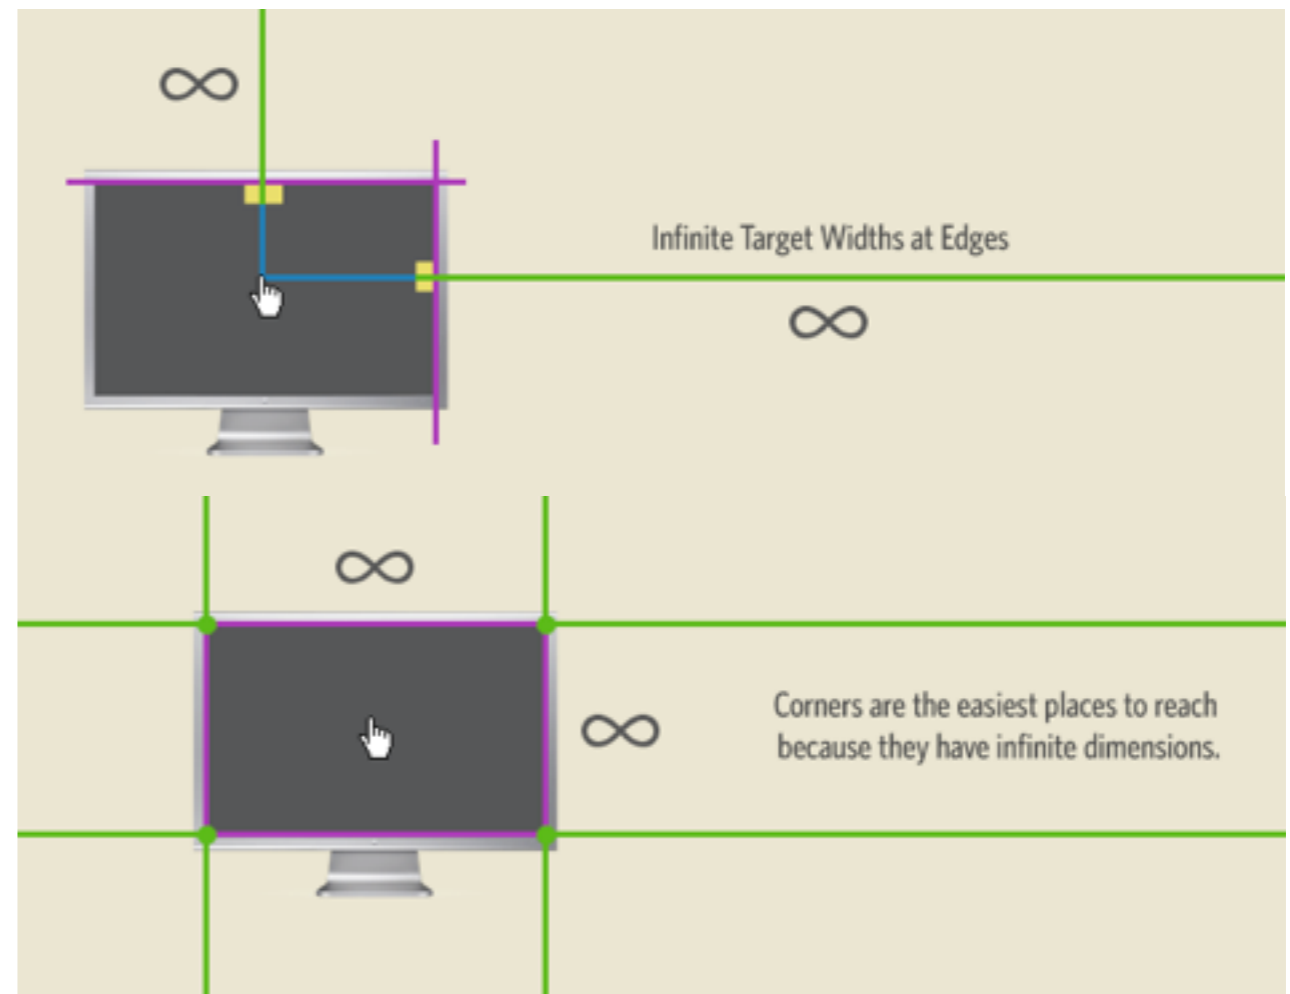 ∞
Infinite Target Widths at Edges
∞
∞
∞
Corners are the easiest places to reach
because they have infinite dimensions.